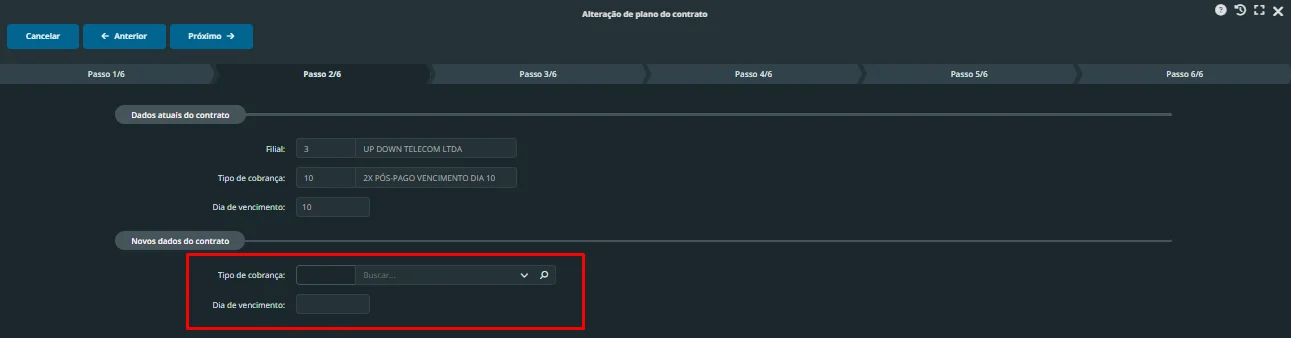 Alteração de plano do contrato
Cancelar
Anterior
Próximo
Passo 1/6
Passo 2/6
Passo 3/6
Passo 4/6
Passo 5/6
Passo 6/6
Dados atuais do contrato
Filial: 3 UP DOWN TELECOM LTDA
Tipo de cobrança: 10 2X PÓS-PAGO VENCIMENTO DIA 10
Dia de vencimento: 10
Novos dados do contrato
Tipo de cobrança: Buscar...
Dia de vencimento: